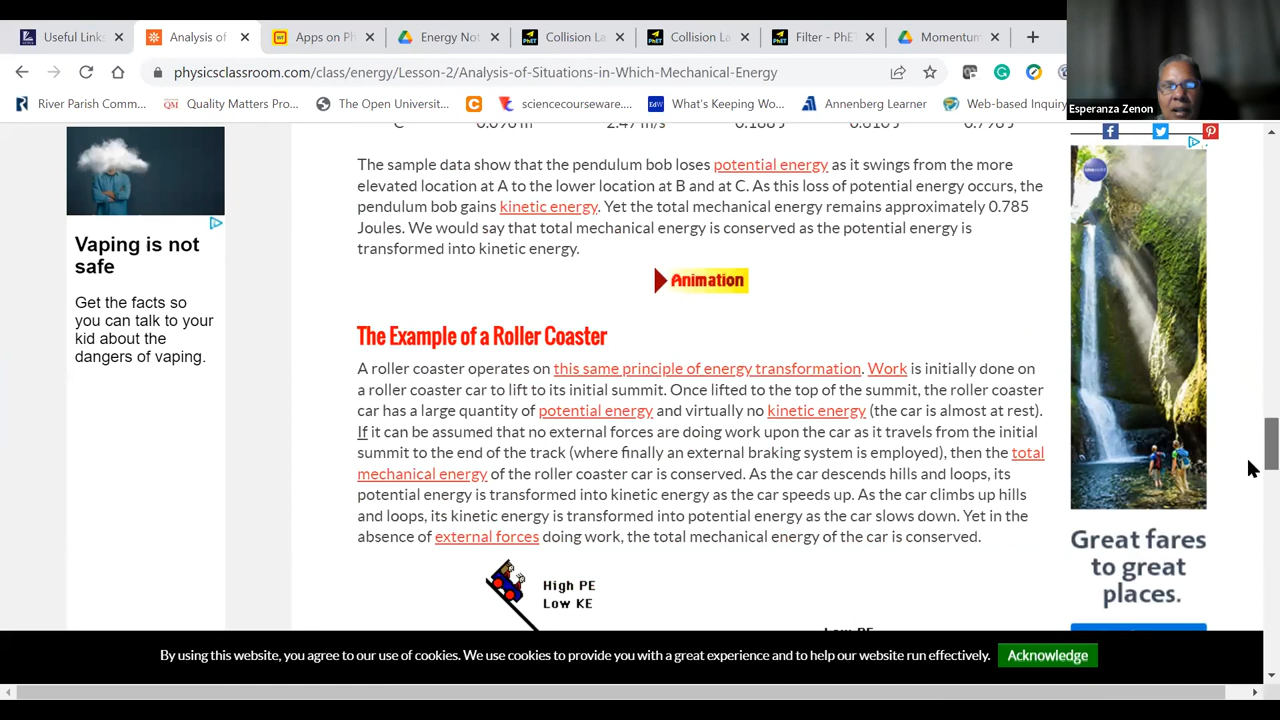 Useful Links
Analysis of
Apps on Ph
Energy Not
Collision La
Collision La
Filter - PhET
Momentum
physicsclassroom.com/class/energy/Lesson-2/Analysis-of-Situations-in-Which-Mechanical-Energy
River Parish Comm...
QM Quality Matters Pro...
The Open Universit...
sciencecourseware....
EdW What's Keeping Wo...
Annenberg Learner
Web-based Inquiry
Esperanza Zenon
The sample data show that the pendulum bob loses potential energy as it swings from the more
elevated location at A to the lower location at B and at C. As this loss of potential energy occurs, the
pendulum bob gains kinetic energy. Yet the total mechanical energy remains approximately 0.785
Joules. We would say that total mechanical energy is conserved as the potential energy is
transformed into kinetic energy.
Animation
The Example of a Roller Coaster
A roller coaster operates on this same principle of energy transformation. Work is initially done on
a roller coaster car to lift to its initial summit. Once lifted to the top of the summit, the roller coaster
car has a large quantity of potential energy and virtually no kinetic energy (the car is almost at rest).
If it can be assumed that no external forces are doing work upon the car as it travels from the initial
summit to the end of the track (where finally an external braking system is employed), then the total
mechanical energy of the roller coaster car is conserved. As the car descends hills and loops, its
potential energy is transformed into kinetic energy as the car speeds up. As the car climbs up hills
and loops, its kinetic energy is transformed into potential energy as the car slows down. Yet in the
absence of external forces doing work, the total mechanical energy of the car is conserved.
High PE
Low KE
Vaping is not
safe
Get the facts so
you can talk to your
kid about the
dangers of vaping.
Great fares
to great
places.
By using this website, you agree to our use of cookies. We use cookies to provide you with a great experience and to help our website run effectively.
Acknowledge